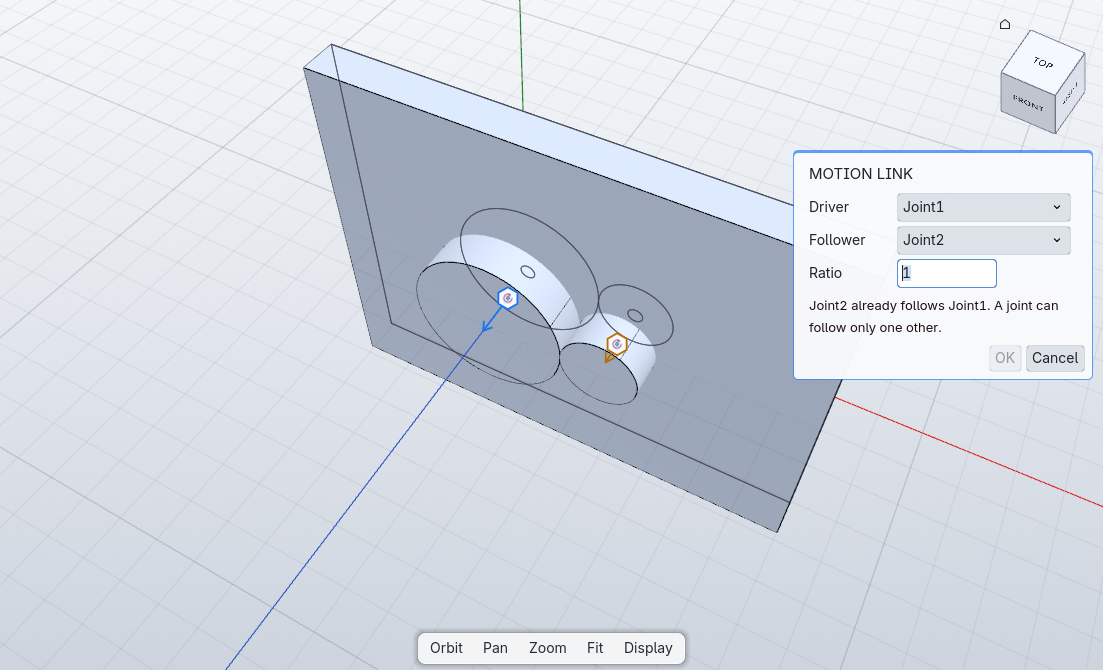 TOP
FRONT
MOTION LINK
Driver Joint1
Follower Joint2
Ratio 1
Joint2 already follows Joint1. A joint can
follow only one other.
OK Cancel
Orbit Pan Zoom Fit Display